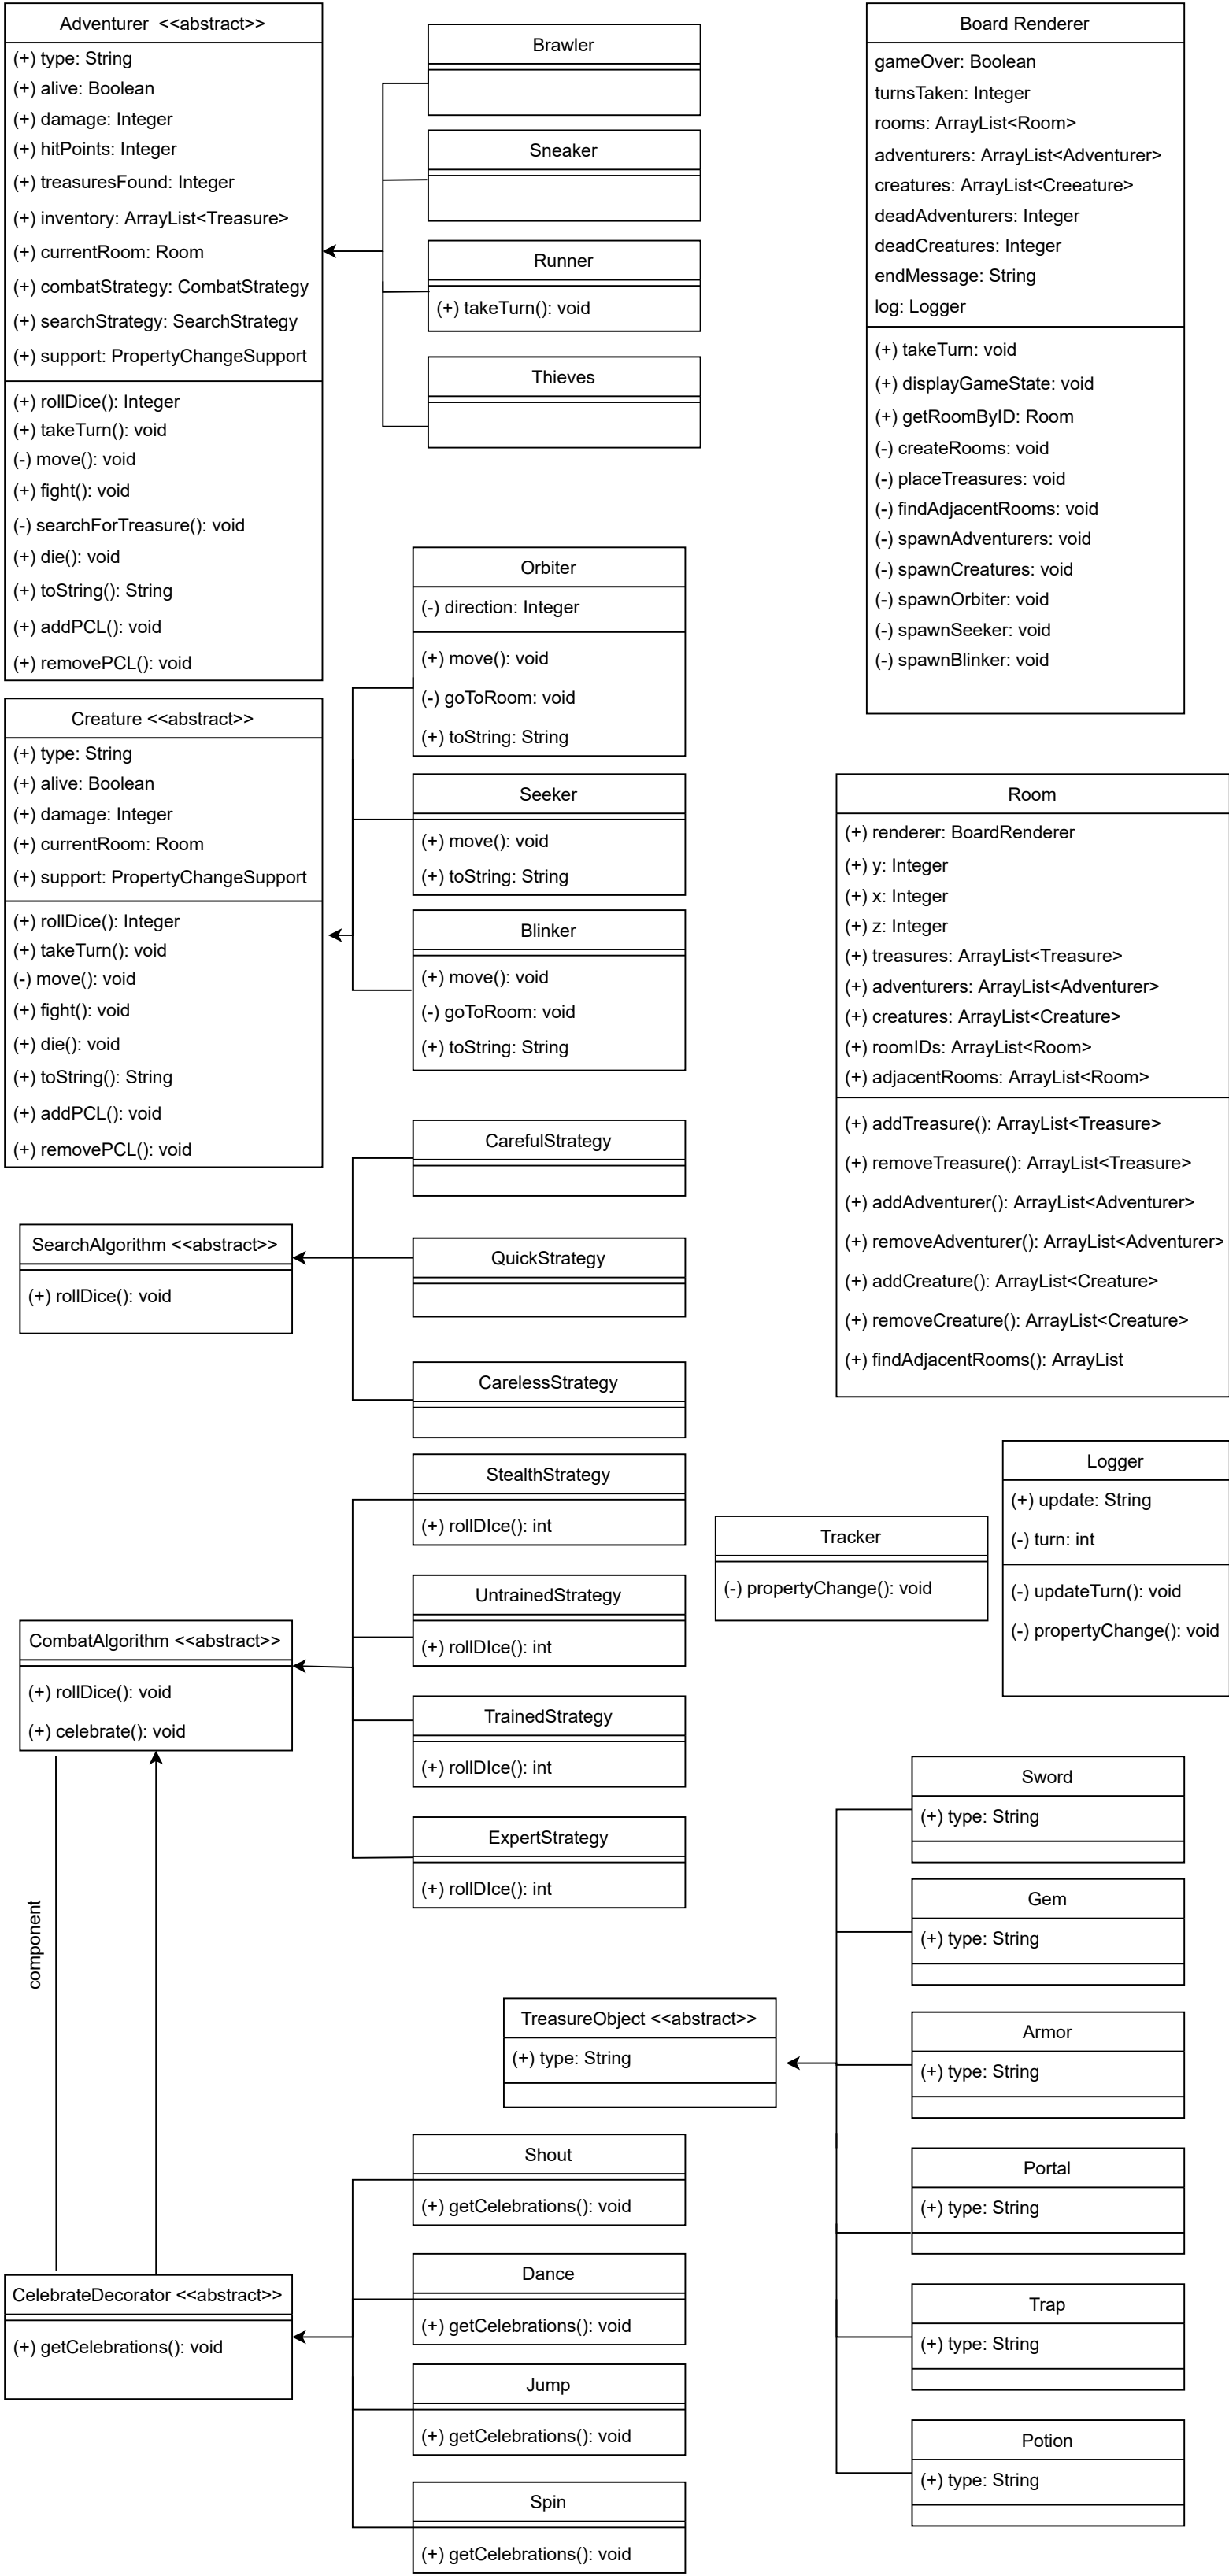 Adventurer <<abstract>>
(+) type: String
(+) alive: Boolean
(+) damage: Integer
(+) hitPoints: Integer
(+) treasuresFound: Integer
(+) inventory: ArrayList<Treasure>
(+) currentRoom: Room
(+) combatStrategy: CombatStrategy
(+) searchStrategy: SearchStrategy
(+) support: PropertyChangeSupport
(+) rollDice(): Integer
(+) takeTurn(): void
(-) move(): void
(+) fight(): void
(-) searchForTreasure(): void
(+) die(): void
(+) toString(): String
(+) addPCL(): void
(+) removePCL(): void
Brawler
Sneaker
Runner
(+) takeTurn(): void
Thieves
Board Renderer
gameOver: Boolean
turnsTaken: Integer
rooms: ArrayList<Room>
adventurers: ArrayList<Adventurer>
creatures: ArrayList<Creeature>
deadAdventurers: Integer
deadCreatures: Integer
endMessage: String
log: Logger
(+) takeTurn: void
(+) displayGameState: void
(+) getRoomByID: Room
(-) createRooms: void
(-) placeTreasures: void
(-) findAdjacentRooms: void
(-) spawnAdventurers: void
(-) spawnCreatures: void
(-) spawnOrbiter: void
(-) spawnSeeker: void
(-) spawnBlinker: void
Creature <<abstract>>
(+) type: String
(+) alive: Boolean
(+) damage: Integer
(+) currentRoom: Room
(+) support: PropertyChangeSupport
(+) rollDice(): Integer
(+) takeTurn(): void
(-) move(): void
(+) fight(): void
(+) die(): void
(+) toString(): String
(+) addPCL(): void
(+) removePCL(): void
Orbiter
(-) direction: Integer
(+) move(): void
(-) goToRoom: void
(+) toString: String
Seeker
(+) move(): void
(+) toString: String
Blinker
(+) move(): void
(-) goToRoom: void
(+) toString: String
Room
(+) renderer: BoardRenderer
(+) y: Integer
(+) x: Integer
(+) z: Integer
(+) treasures: ArrayList<Treasure>
(+) adventurers: ArrayList<Adventurer>
(+) creatures: ArrayList<Creature>
(+) roomIDs: ArrayList<Room>
(+) adjacentRooms: ArrayList<Room>
(+) addTreasure(): ArrayList<Treasure>
(+) removeTreasure(): ArrayList<Treasure>
(+) addAdventurer(): ArrayList<Adventurer>
(+) removeAdventurer(): ArrayList<Adventurer>
(+) addCreature(): ArrayList<Creature>
(+) removeCreature(): ArrayList<Creature>
(+) findAdjacentRooms(): ArrayList
SearchAlgorithm <<abstract>>
(+) rollDice(): void
CarefulStrategy
QuickStrategy
CarelessStrategy
CombatAlgorithm <<abstract>>
(+) rollDice(): void
(+) celebrate(): void
StealthStrategy
(+) rollDIce(): int
UntrainedStrategy
(+) rollDIce(): int
TrainedStrategy
(+) rollDIce(): int
ExpertStrategy
(+) rollDIce(): int
Tracker
(-) propertyChange(): void
Logger
(+) update: String
(-) turn: int
(-) updateTurn(): void
(-) propertyChange(): void
component
TreasureObject <<abstract>>
(+) type: String
Sword
(+) type: String
Gem
(+) type: String
Armor
(+) type: String
Portal
(+) type: String
Trap
(+) type: String
Potion
(+) type: String
CelebrateDecorator <<abstract>>
(+) getCelebrations(): void
Shout
(+) getCelebrations(): void
Dance
(+) getCelebrations(): void
Jump
(+) getCelebrations(): void
Spin
(+) getCelebrations(): void